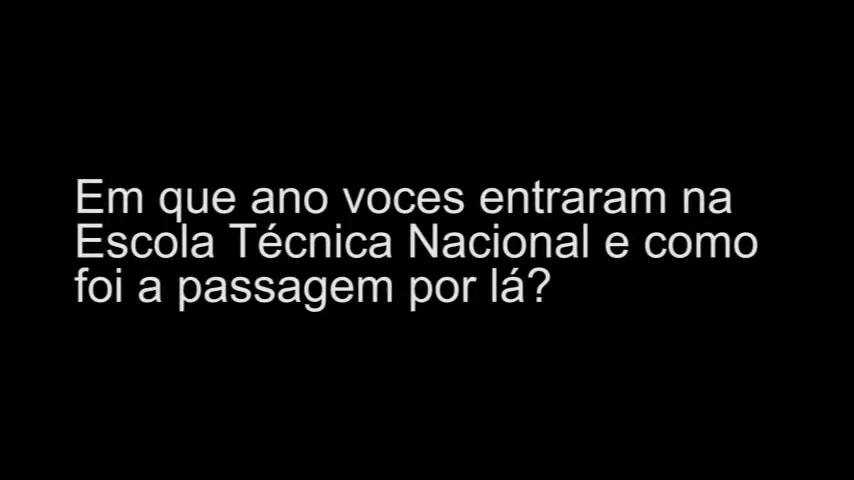 Em que ano voces entraram na
Escola Técnica Nacional e como
foi a passagem por lá?